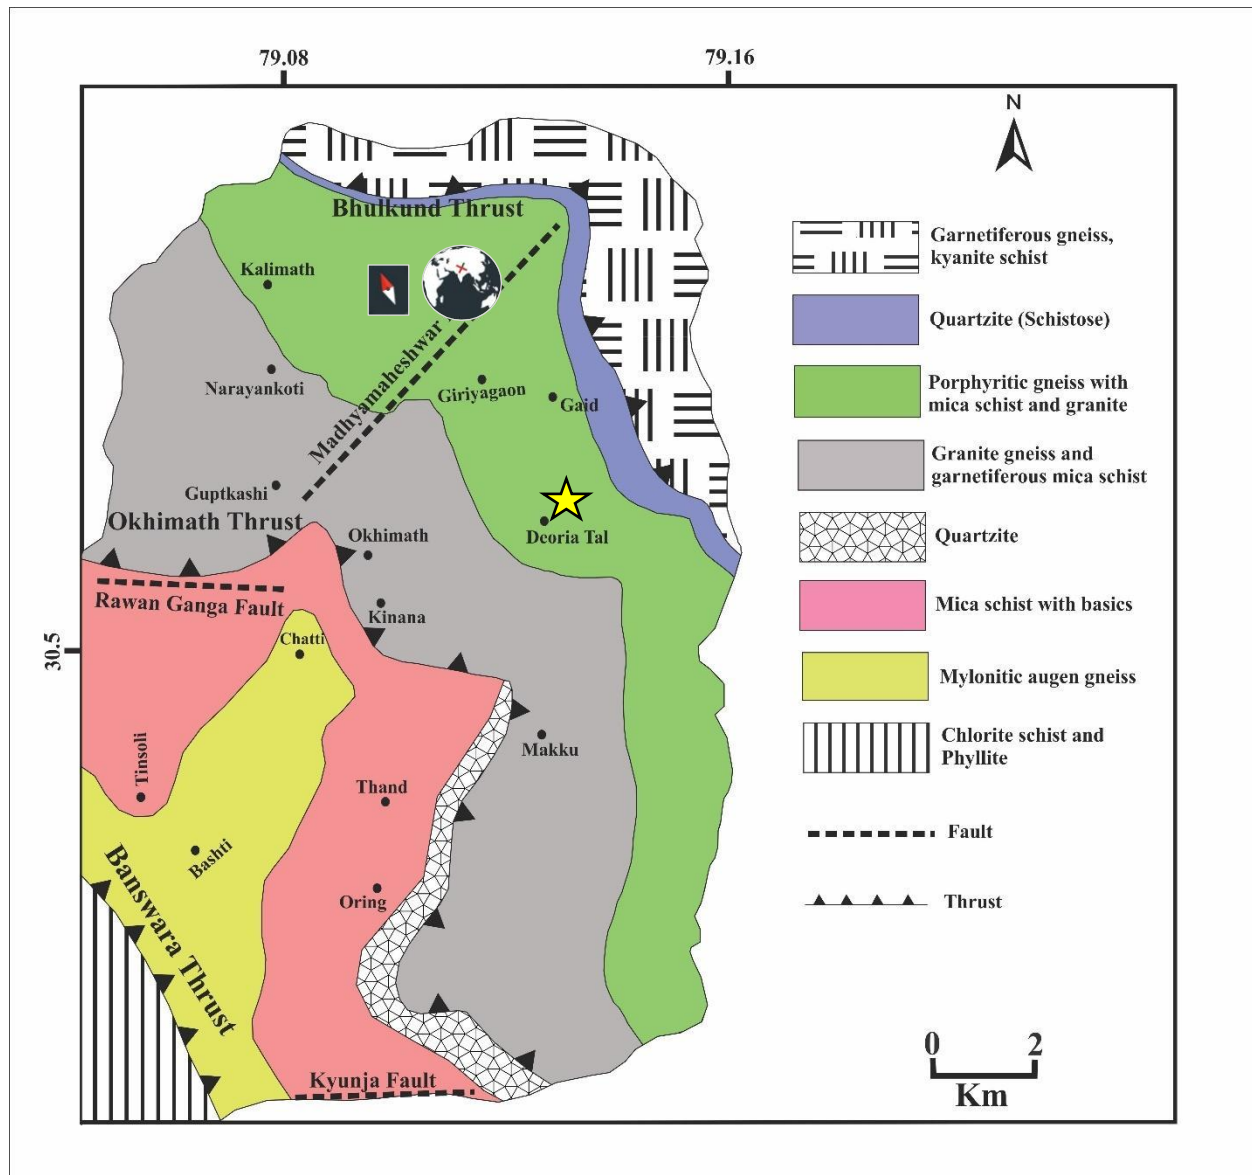 79.08
79.16
N
Bhulkund Thrust
Kalimath
Madhyamaheshwar
Narayankoti
Giriyagaon
Gaid
Guptkashi
Okhimath Thrust
Okhimath
Dcoria Tal
Rawan Ganga Fault
Kinana
30.5
Chatti
Tinsoli
Makku
Thand
Bashti
Oring
Banswara Thrust
Kyunja Fault
Garnetiferous gneiss,
kyanite schist
Quartzite (Schistose)
Porphyritic gneiss with
mica schist and granite
Granite gneiss and
garnetiferous mica schist
Quartzite
Mica schist with basics
Mylonitic augen gneiss
Chlorite schist and
Phyllite
Fault
Thrust
0 2
Km